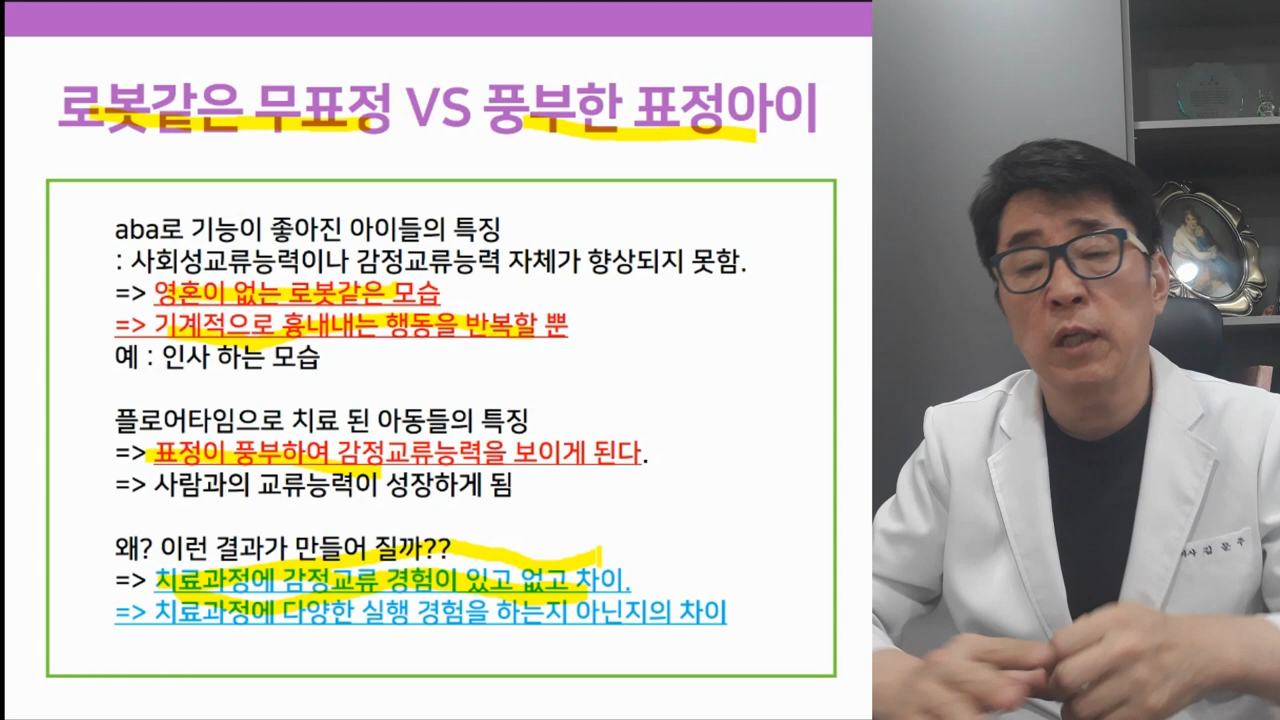 로봇같은 무표정 VS 풍부한 표정아이
aba로 기능이 좋아진 아이들의 특징
: 사회성교류능력이나 감정교류능력 자체가 향상되지 못함.
=> 영혼이 없는 로봇같은 모습
=> 기계적으로 흉내내는 행동을 반복할 뿐
예 : 인사 하는 모습
플로어타임으로 치료 된 아동들의 특징
=> 표정이 풍부하여 감정교류능력을 보이게 된다.
=> 사람과의 교류능력이 성장하게 됨
왜? 이런 결과가 만들어 질까??
=> 치료과정에 감정교류 경험이 있고 없고 차이.
=> 치료과정에 다양한 실행 경험을 하는지 아닌지의 차이
김문주